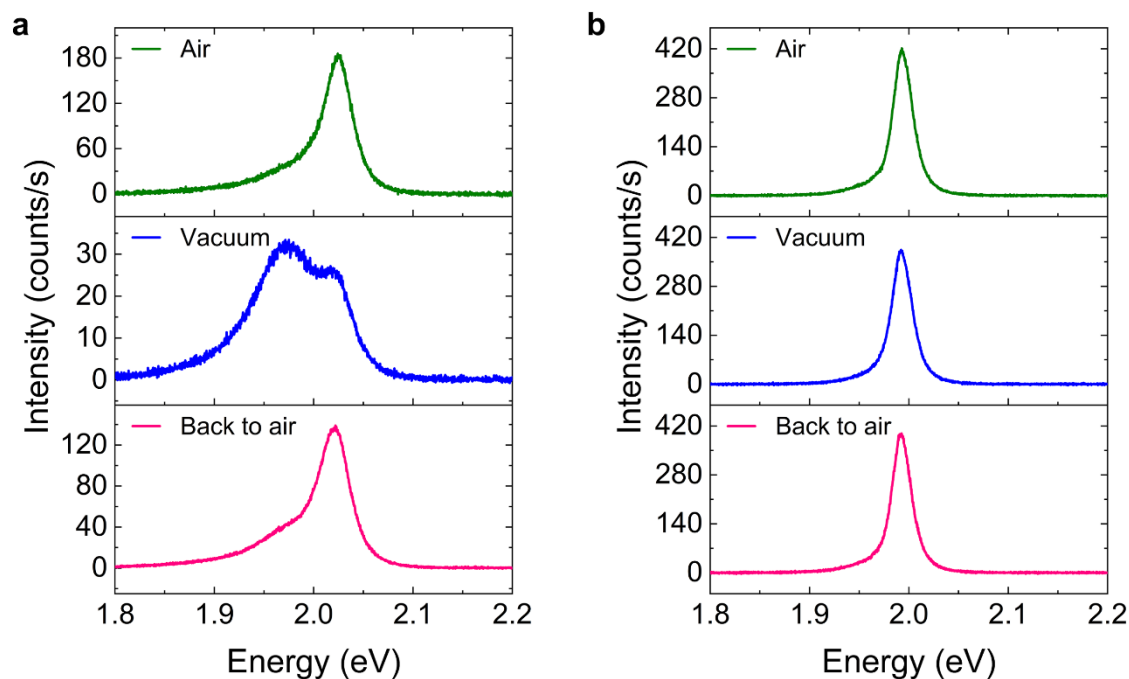 a
Air
180
120
60
0
Vacuum
30
20
10
0
Back to air
120
80
40
0
1.8 1.9 2.0 2.1 2.2
Energy (eV)
Intensity (counts/s)
b
Air
420
280
140
0
Vacuum
420
280
140
0
Back to air
420
280
140
0
1.8 1.9 2.0 2.1 2.2
Energy (eV)
Intensity (counts/s)